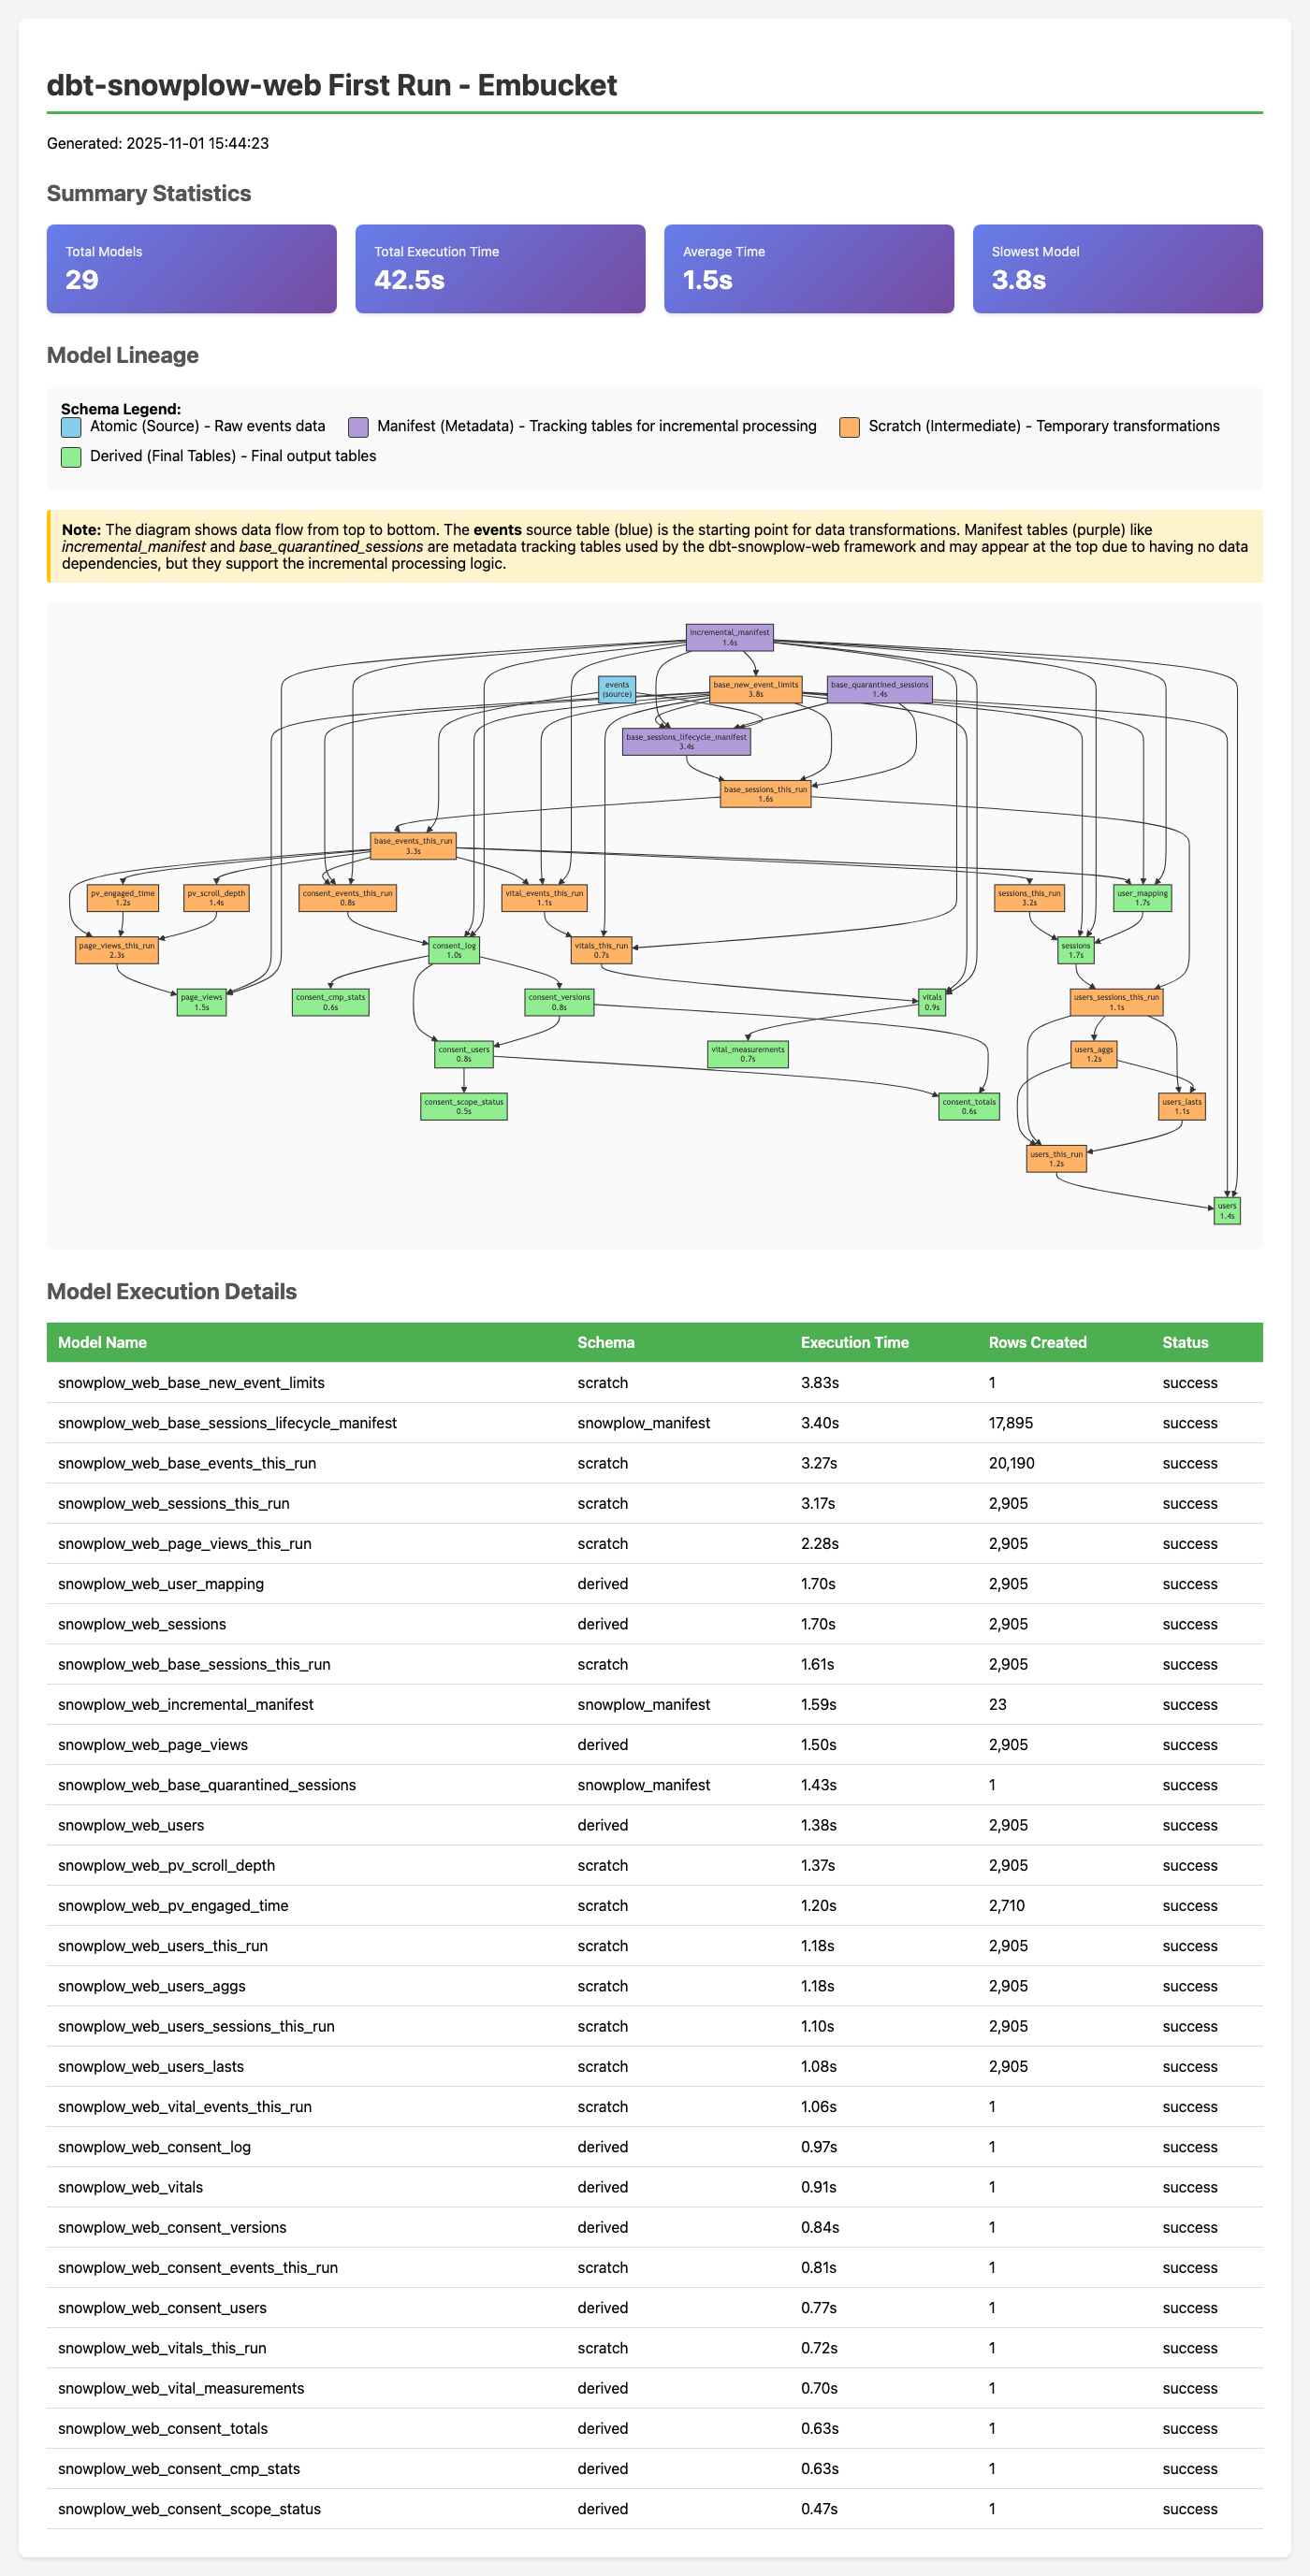 dbt-snowplow-web First Run - Embucket
Generated: 2025-11-01 15:44:23
Summary Statistics
Total Models
29
Total Execution Time
42.5s
Average Time
1.5s
Slowest Model
3.8s
Model Lineage
Schema Legend:
Atomic (Source) - Raw events data
Manifest (Metadata) - Tracking tables for incremental processing
Scratch (Intermediate) - Temporary transformations
Derived (Final Tables) - Final output tables
Note: The diagram shows data flow from top to bottom. The events source table (blue) is the starting point for data transformations. Manifest tables (purple) like
incremental_manifest and base_quarantined_sessions are metadata tracking tables used by the dbt-snowplow-web framework and may appear at the top due to having no data
dependencies, but they support the incremental processing logic.
incremental_manifest
1.6s
events
(source)
base_new_event_limits
3.8s
base_quarantined_sessions
1.4s
base_sessions_lifecycle_manifest
3.4s
base_sessions_this_run
1.6s
base_events_this_run
3.3s
pv_engaged_time
1.2s
pv_scroll_depth
1.4s
consent_events_this_run
0.8s
vital_events_this_run
1.1s
sessions_this_run
3.2s
user_mapping
1.7s
page_views_this_run
2.3s
consent_log
1.0s
vitals_this_run
0.7s
sessions
1.7s
page_views
1.5s
consent_cmp_stats
0.6s
consent_versions
0.8s
vitals
0.9s
users_sessions_this_run
1.1s
consent_users
0.8s
vital_measurements
0.7s
users_aggs
1.2s
consent_scope_status
0.5s
consent_totals
0.6s
users_lasts
1.1s
users_this_run
1.2s
users
1.4s
Model Execution Details
Model Name Schema Execution Time Rows Created Status
snowplow_web_base_new_event_limits scratch 3.83s 1 success
snowplow_web_base_sessions_lifecycle_manifest snowplow_manifest 3.40s 17,895 success
snowplow_web_base_events_this_run scratch 3.27s 20,190 success
snowplow_web_sessions_this_run scratch 3.17s 2,905 success
snowplow_web_page_views_this_run scratch 2.28s 2,905 success
snowplow_web_user_mapping derived 1.70s 2,905 success
snowplow_web_sessions derived 1.70s 2,905 success
snowplow_web_base_sessions_this_run scratch 1.61s 2,905 success
snowplow_web_incremental_manifest snowplow_manifest 1.59s 23 success
snowplow_web_page_views derived 1.50s 2,905 success
snowplow_web_base_quarantined_sessions snowplow_manifest 1.43s 1 success
snowplow_web_users derived 1.38s 2,905 success
snowplow_web_pv_scroll_depth scratch 1.37s 2,905 success
snowplow_web_pv_engaged_time scratch 1.20s 2,710 success
snowplow_web_users_this_run scratch 1.18s 2,905 success
snowplow_web_users_aggs scratch 1.18s 2,905 success
snowplow_web_users_sessions_this_run scratch 1.10s 2,905 success
snowplow_web_users_lasts scratch 1.08s 2,905 success
snowplow_web_vital_events_this_run scratch 1.06s 1 success
snowplow_web_consent_log derived 0.97s 1 success
snowplow_web_vitals derived 0.91s 1 success
snowplow_web_consent_versions derived 0.84s 1 success
snowplow_web_consent_events_this_run scratch 0.81s 1 success
snowplow_web_consent_users derived 0.77s 1 success
snowplow_web_vitals_this_run scratch 0.72s 1 success
snowplow_web_vital_measurements derived 0.70s 1 success
snowplow_web_consent_totals derived 0.63s 1 success
snowplow_web_consent_cmp_stats derived 0.63s 1 success
snowplow_web_consent_scope_status derived 0.47s 1 success